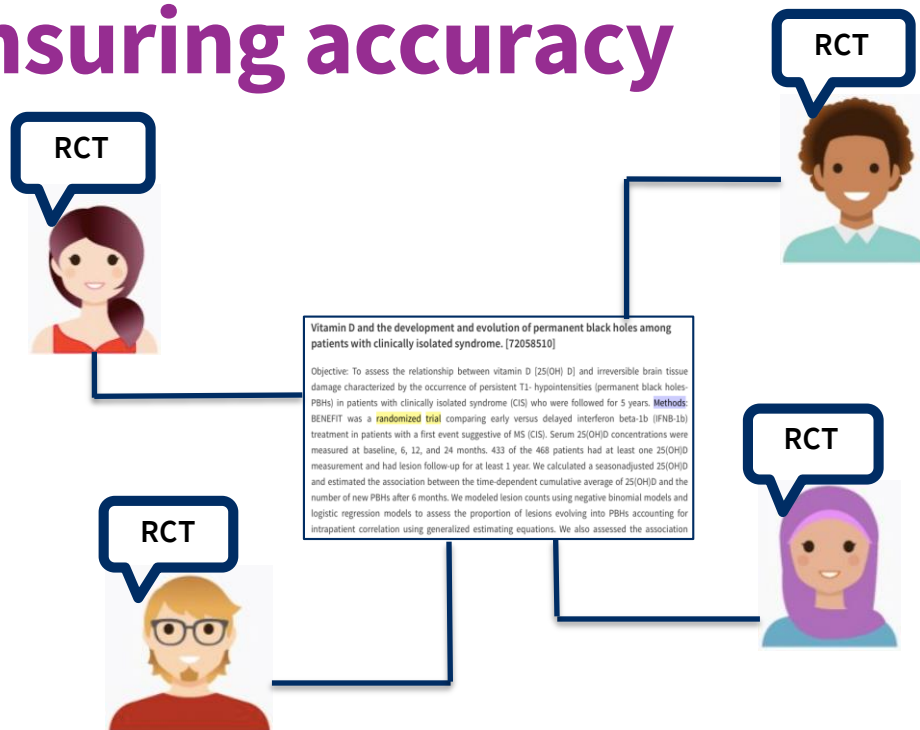 nsuring accuracy
RCT
RCT
Vitamin D and the development and evolution of permanent black holes among
patients with clinically isolated syndrome. [72058510]
Objective: To assess the relationship between vitamin D [25(OH) D] and irreversible brain tissue
damage characterized by the occurrence of persistent T1- hypointensities (permanent black holes-
PBHs) in patients with clinically isolated syndrome (CIS) who were followed for 5 years. Methods:
BENEFIT was a randomized trial comparing early versus delayed interferon beta-1b (IFNB-1b)
treatment in patients with a first event suggestive of MS (CIS). Serum 25(OH)D concentrations were
measured at baseline, 6, 12, and 24 months. 433 of the 468 patients had at least one 25(OH)D
measurement and had lesion follow-up for at least 1 year. We calculated a seasonadjusted 25(OH)D
and estimated the association between the time-dependent cumulative average of 25(OH)D and the
number of new PBHs after 6 months. We modeled lesion counts using negative binomial models and
logistic regression models to assess the proportion of lesions evolving into PBHs accounting for
intrapatient correlation using generalized estimating equations. We also assessed the association
RCT
RCT